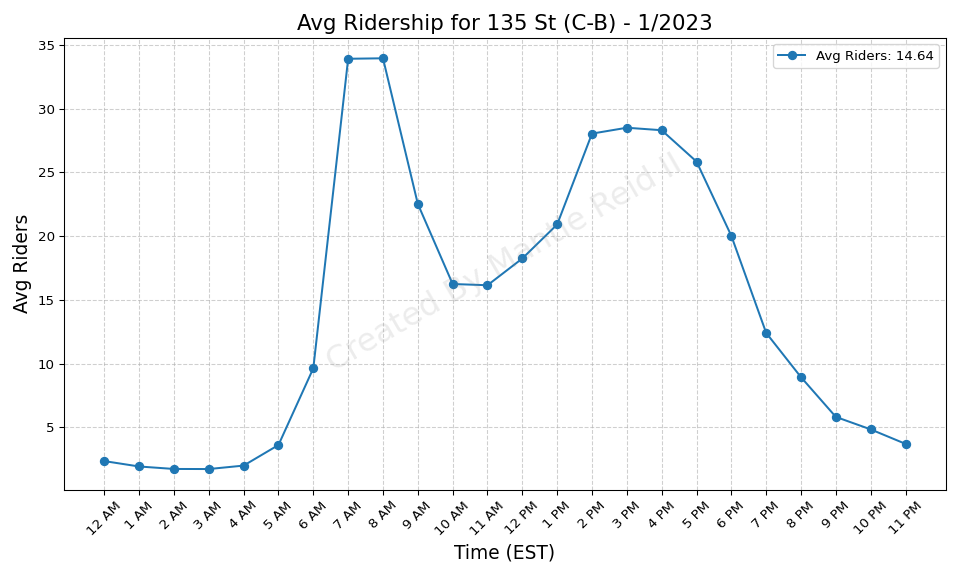 Avg Ridership for 135 St (C-B) - 1/2023
Avg Riders: 14.64
35
30
25
20
15
10
5
Avg Riders
Created By Mandie Reid II
12 AM
1 AM
2 AM
3 AM
4 AM
5 AM
6 AM
7 AM
8 AM
9 AM
10 AM
11 AM
12 PM
1 PM
2 PM
3 PM
4 PM
5 PM
6 PM
7 PM
8 PM
9 PM
10 PM
11 PM
Time (EST)